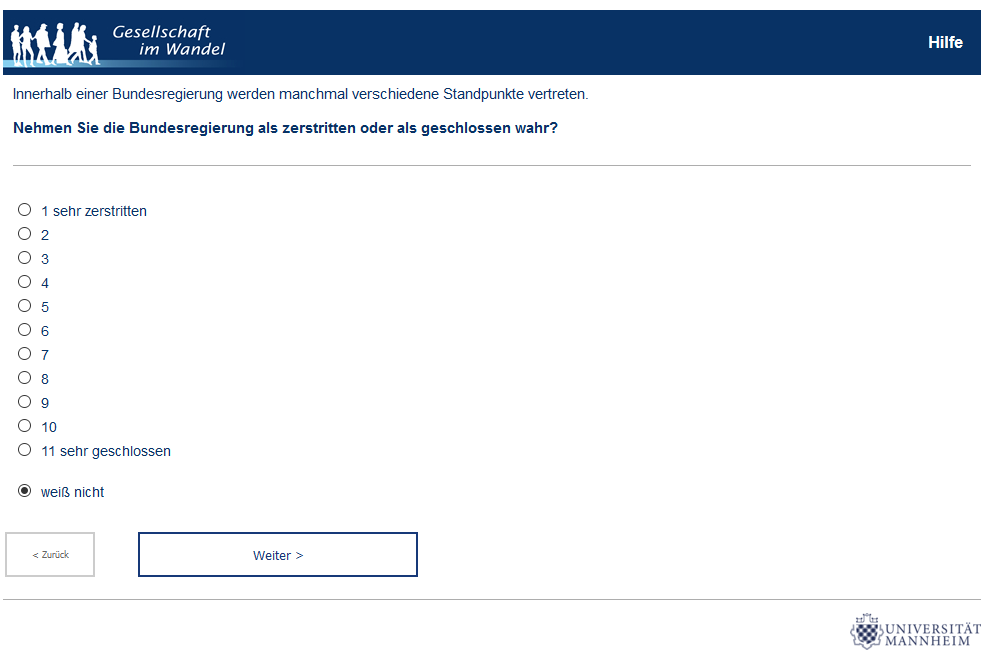 Gesellschaft
im Wandel
Hilfe
Innerhalb einer Bundesregierung werden manchmal verschiedene Standpunkte vertreten.
Nehmen Sie die Bundesregierung als zerstritten oder als geschlossen wahr?
1 sehr zerstritten
2
3
4
5
6
7
8
9
10
11 sehr geschlossen
weiß nicht
< Zurück
Weiter >
UNIVERSITÄT
MANNHEIM